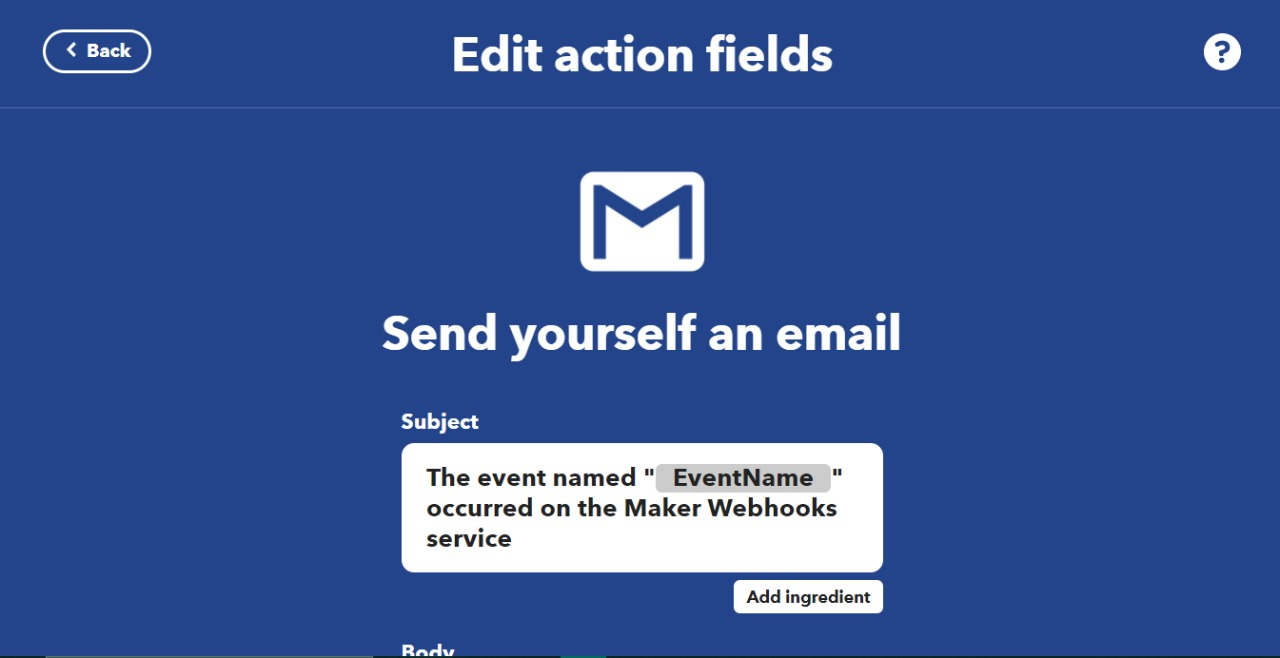 Back
Edit action fields
?
Send yourself an email
Subject
The event named " EventName "
occurred on the Maker Webhooks
service
Add ingredient
Body